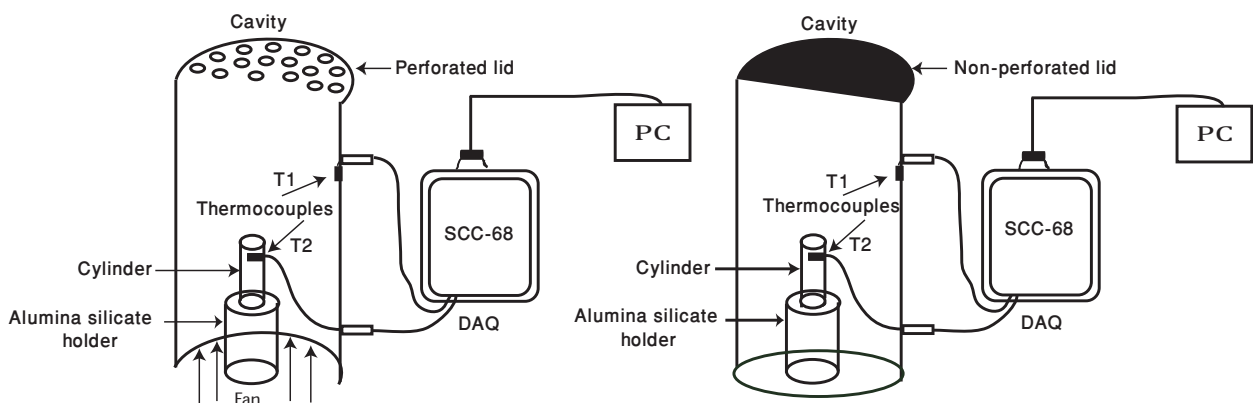 Cavity
Perforated lid
PC
T1
Thermocouples
SCC-68
T2
Cylinder
Alumina silicate
holder
DAQ
Fan
Cavity
Non-perforated lid
PC
T1
Thermocouples
SCC-68
T2
Cylinder
Alumina silicate
holder
DAQ